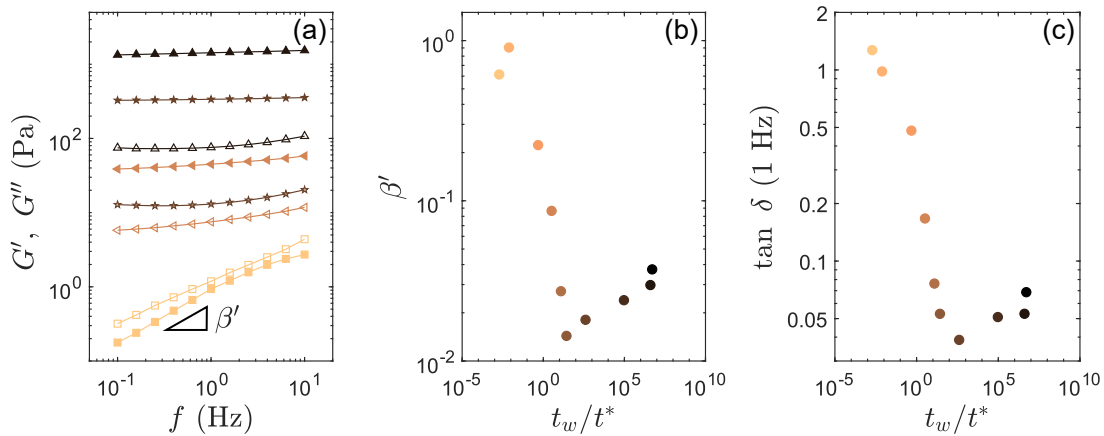 (a)
10^2
10^0
G′, G″ (Pa)
β′
10^-1 10^0 10^1
f (Hz)
(b)
10^0
10^-1
10^-2
β′
10^-5 10^0 10^5 10^10
t_w/t^*
(c)
2
1
0.5
0.2
0.1
0.05
tan δ (1 Hz)
10^-5 10^0 10^5 10^10
t_w/t^*